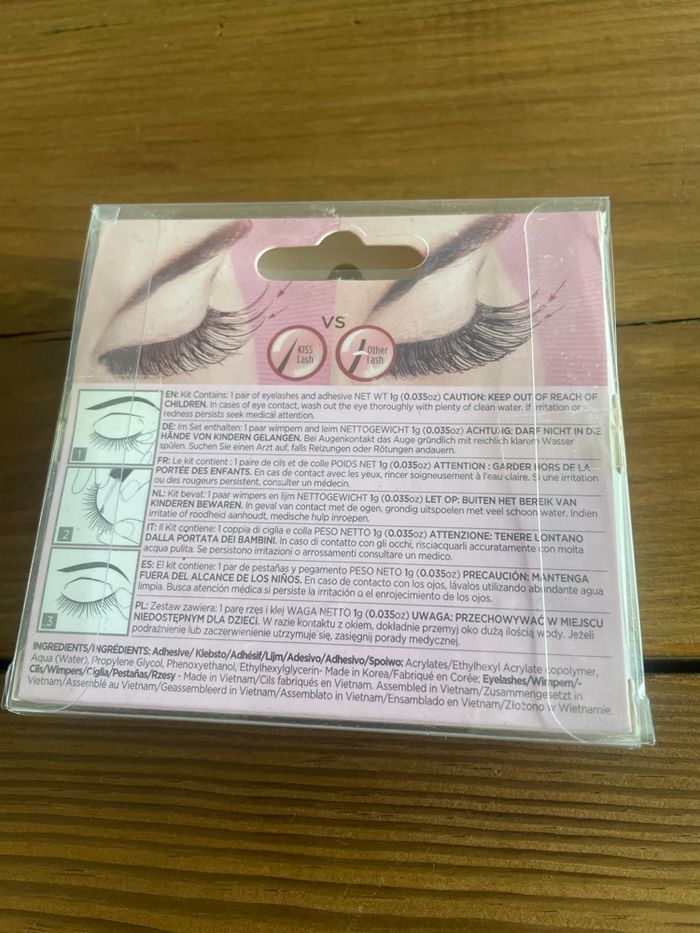 VS
KISS
Lash
Other
Lash
1
EN: Kit Contains: 1 pair of eyelashes and adhesive NET WT 1g (0.035oz) CAUTION: KEEP OUT OF REACH OF
CHILDREN. In cases of eye contact, wash out the eye thoroughly with plenty of clean water. If irritation or
redness persists seek medical attention.
DE: Im Set enthalten: 1 paar wimpern and leim NETTOGEWICHT 1g (0.035oz) ACHTUNG: DARF NICHT IN DIE
HÄNDE VON KINDERN GELANGEN. Bei Augenkontakt das Auge gründlich mit reichlich klarem Wasser
spülen. Suchen Sie einen Arzt auf, falls Reizungen oder Rötungen andauern.
FR: Le kit contient : 1 paire de cils et de colle POIDS NET 1g (0.035oz) ATTENTION : GARDER HORS DE LA
PORTÉE DES ENFANTS. En cas de contact avec les yeux, rincer soigneusement à l'eau claire. Si une irritation
ou des rougeurs persistent, consulter un médecin.
2
NL: Kit bevat: 1 paar wimpers en lijm NETTOGEWICHT 1g (0.035oz) LET OP: BUITEN HET BEREIK VAN
KINDEREN BEWAREN. In geval van contact met de ogen, grondig uitspoelen met veel schoon water. Indien
irritatie of roodheid aanhoudt, medische hulp inroepen.
IT: Il Kit contiene: 1 coppia di ciglia e colla PESO NETTO 1g (0.035oz) ATTENZIONE: TENERE LONTANO
DALLA PORTATA DEI BAMBINI. In caso di contatto con gli occhi, risciacquarli accuratamente con molta
acqua pulita. Se persistono irritazioni o arrossamenti consultare un medico.
3
ES: El kit contiene: 1 par de pestañas y pegamento PESO NETO 1g (0.035oz) PRECAUCIÓN: MANTENGA
FUERA DEL ALCANCE DE LOS NIÑOS. En caso de contacto con los ojos, lávalos utilizando abundante agua
limpia. Busca atención médica si persiste la irritación o el enrojecimiento de los ojos.
PL: Zestaw zawiera: 1 parę rzęs i klej WAGA NETTO 1g (0.035oz) UWAGA: PRZECHOWYWAĆ W MIEJSCU
NIEDOSTĘPNYM DLA DZIECI. W razie kontaktu z okiem, dokładnie przemyj oko dużą ilością wody. Jeżeli
podrażnienie lub zaczerwienienie utrzymuje się, zasięgnij porady medycznej.
INGREDIENTS/INGRÉDIENTS: Adhesive/ Klebsto/Adhésif/Lijm/Adesivo/Adhesivo/Spoiwo: Acrylates/Ethylhexyl Acrylate copolymer,
Aqua (Water), Propylene Glycol, Phenoxyethanol, Ethylhexylglycerin- Made in Korea/Fabriqué en Corée; Eyelashes/Wimpern/-
Cils/Wimpers/Ciglia/Pestañas/Rzesy - Made in Vietnam/Cils fabriqués en Vietnam. Assembled in Vietnam/Zusammengesetzt in
Vietnam/Assemblé au Vietnam/Geassembleerd in Vietnam/Assemblato in Vietnam/Ensamblado en Vietnam/Złożono w Wietnamie.